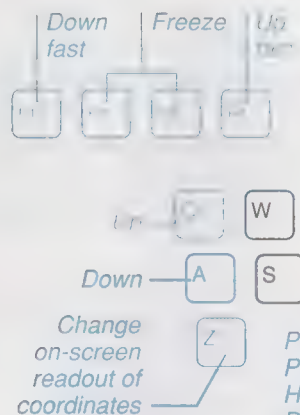 Down Freeze
fast
W
Down A S
Change Z
on-screen P
readout of P
coordinates H